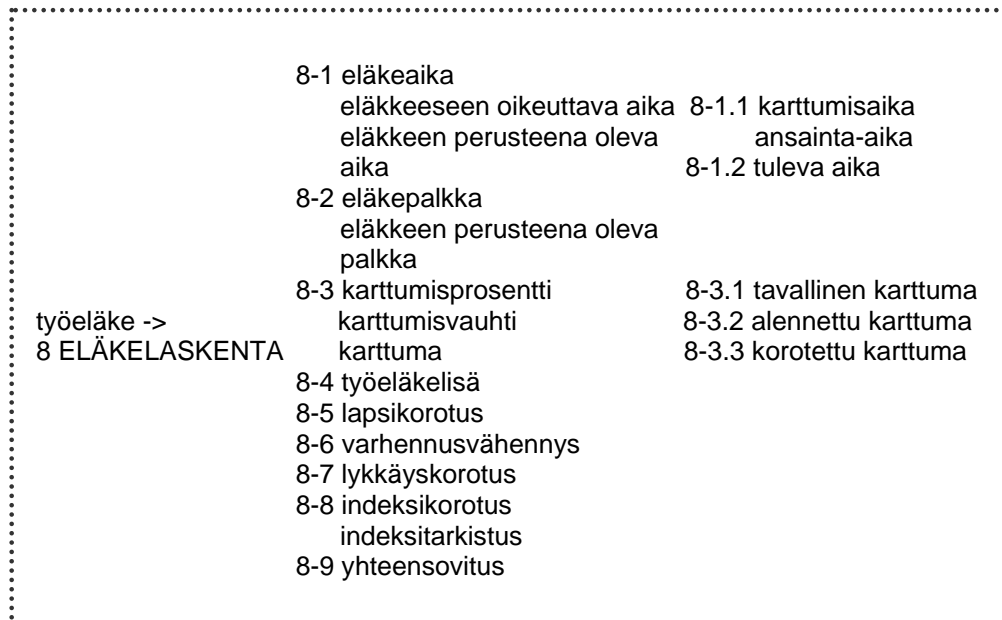 8-1 eläkeaika
eläkkeeseen oikeuttava aika 8-1.1 karttumisaika
eläkkeen perusteena oleva ansainta-aika
aika 8-1.2 tuleva aika
8-2 eläkepalkka
eläkkeen perusteena oleva
palkka
8-3 karttumisprosentti 8-3.1 tavallinen karttuma
työeläke -> karttumisvauhti 8-3.2 alennettu karttuma
8 ELÄKELASKENTA karttuma 8-3.3 korotettu karttuma
8-4 työeläkelisä
8-5 lapsikorotus
8-6 varhennusvähennys
8-7 lykkäyskorotus
8-8 indeksikorotus
indeksitarkistus
8-9 yhteensovitus